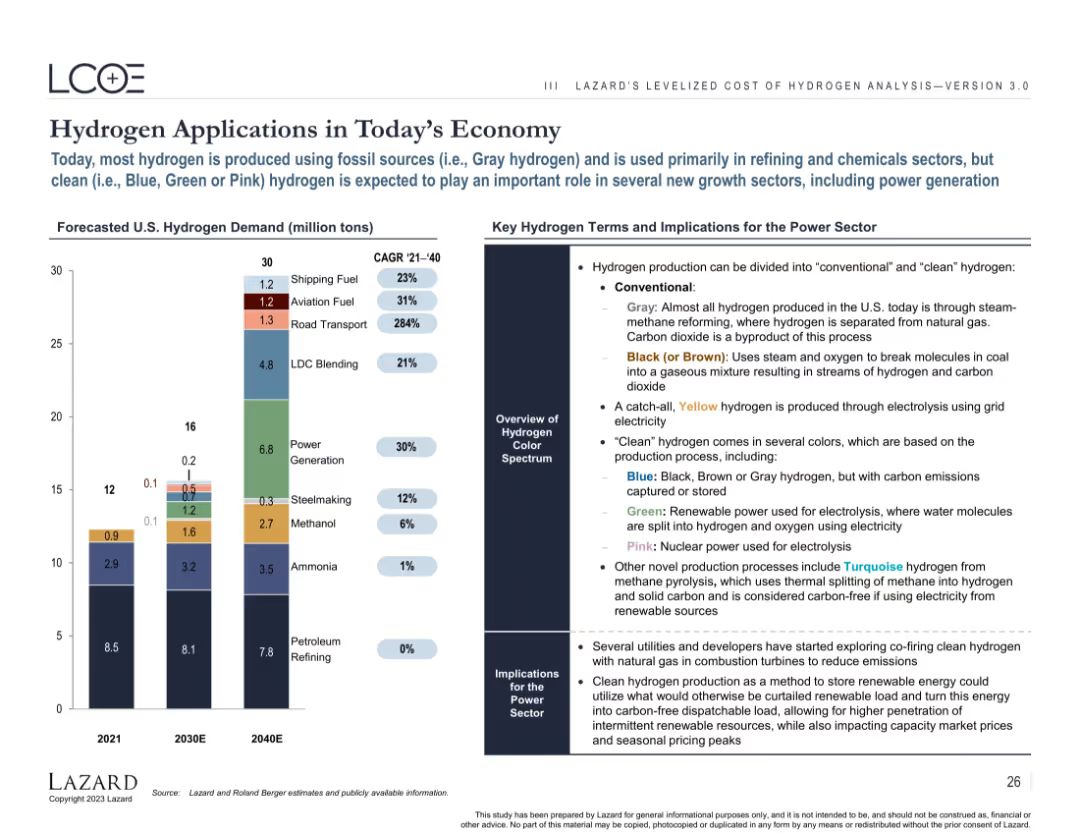 LCOE
III LAZARD'S LEVELIZED COST OF HYDROGEN ANALYSIS—VERSION 3.0
Hydrogen Applications in Today's Economy
Today, most hydrogen is produced using fossil sources (i.e., Gray hydrogen) and is used primarily in refining and chemicals sectors, but
clean (i.e., Blue, Green or Pink) hydrogen is expected to play an important role in several new growth sectors, including power generation
Forecasted U.S. Hydrogen Demand (million tons)
CAGR '21–'40
30
25
20
15
10
5
0
12
0.9
2.9
8.5
16
0.2
0.1
0.5
0.7
1.2
0.1
1.6
3.2
8.1
30
1.2
1.2
1.3
4.8
6.8
0.3
2.7
3.5
7.8
Shipping Fuel 23%
Aviation Fuel 31%
Road Transport 284%
LDC Blending 21%
Power
Generation 30%
Steelmaking 12%
Methanol 6%
Ammonia 1%
Petroleum
Refining 0%
2021 2030E 2040E
Key Hydrogen Terms and Implications for the Power Sector
Overview of
Hydrogen
Color
Spectrum
• Hydrogen production can be divided into "conventional" and "clean" hydrogen:
• Conventional:
– Gray: Almost all hydrogen produced in the U.S. today is through steam-
methane reforming, where hydrogen is separated from natural gas.
Carbon dioxide is a byproduct of this process
– Black (or Brown): Uses steam and oxygen to break molecules in coal
into a gaseous mixture resulting in streams of hydrogen and carbon
dioxide
• A catch-all, Yellow hydrogen is produced through electrolysis using grid
electricity
• "Clean" hydrogen comes in several colors, which are based on the
production process, including:
– Blue: Black, Brown or Gray hydrogen, but with carbon emissions
captured or stored
– Green: Renewable power used for electrolysis, where water molecules
are split into hydrogen and oxygen using electricity
– Pink: Nuclear power used for electrolysis
• Other novel production processes include Turquoise hydrogen from
methane pyrolysis, which uses thermal splitting of methane into hydrogen
and solid carbon and is considered carbon-free if using electricity from
renewable sources
Implications
for the
Power
Sector
• Several utilities and developers have started exploring co-firing clean hydrogen
with natural gas in combustion turbines to reduce emissions
• Clean hydrogen production as a method to store renewable energy could
utilize what would otherwise be curtailed renewable load and turn this energy
into carbon-free dispatchable load, allowing for higher penetration of
intermittent renewable resources, while also impacting capacity market prices
and seasonal pricing peaks
LAZARD
Copyright 2023 Lazard
Source: Lazard and Roland Berger estimates and publicly available information.
26
This study has been prepared by Lazard for general informational purposes only, and it is not intended to be, and should not be construed as, financial or
other advice. No part of this material may be copied, photocopied or duplicated in any form by any means or redistributed without the prior consent of Lazard.